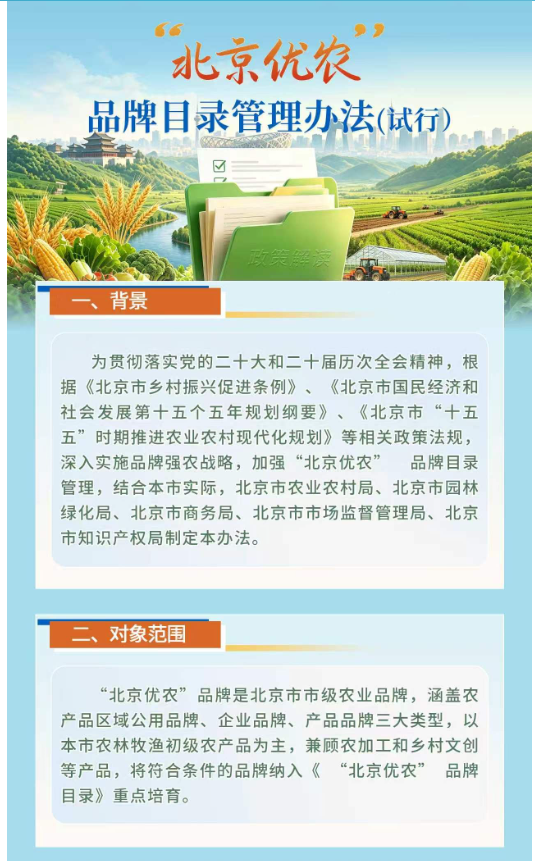 “北京优农”
品牌目录管理办法(试行)
政策解读
一、背景
为贯彻落实党的二十大和二十届历次全会精神，根
据《北京市乡村振兴促进条例》、《北京市国民经济和
社会发展第十五个五年规划纲要》、《北京市“十五
五”时期推进农业农村现代化规划》等相关政策法规，
深入实施品牌强农战略，加强“北京优农” 品牌目录
管理，结合本市实际，北京市农业农村局、北京市园林
绿化局、北京市商务局、北京市市场监督管理局、北京
市知识产权局制定本办法。
二、对象范围
“北京优农”品牌是北京市市级农业品牌，涵盖农
产品区域公用品牌、企业品牌、产品品牌三大类型，以
本市农林牧渔初级农产品为主，兼顾农加工和乡村文创
等产品，将符合条件的品牌纳入《 “北京优农” 品牌
目录》重点培育。